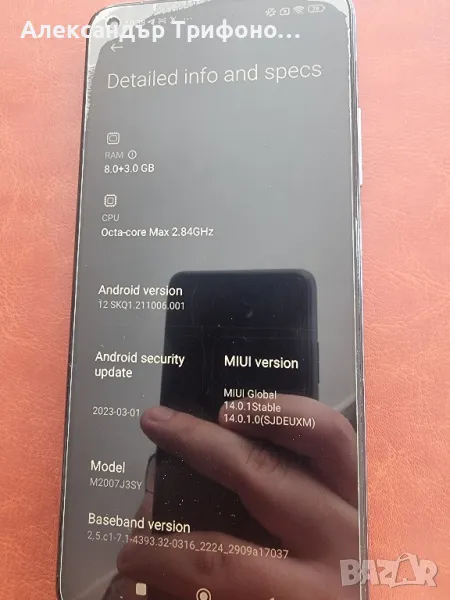 Александър Трифоно...
Detailed info and specs
RAM
8.0+3.0 GB
CPU
Octa-core Max 2.84GHz
Android version
12 SKQ1.211006.001
Android security
update
2023-03-01
MIUI version
MIUI Global
14.0.1Stable
14.0.1.0(SJDEUXM)
Model
M2007J3SY
Baseband version
2.5.c1-7.1-4393.32-0316_2224_2909a17037
BAZAR